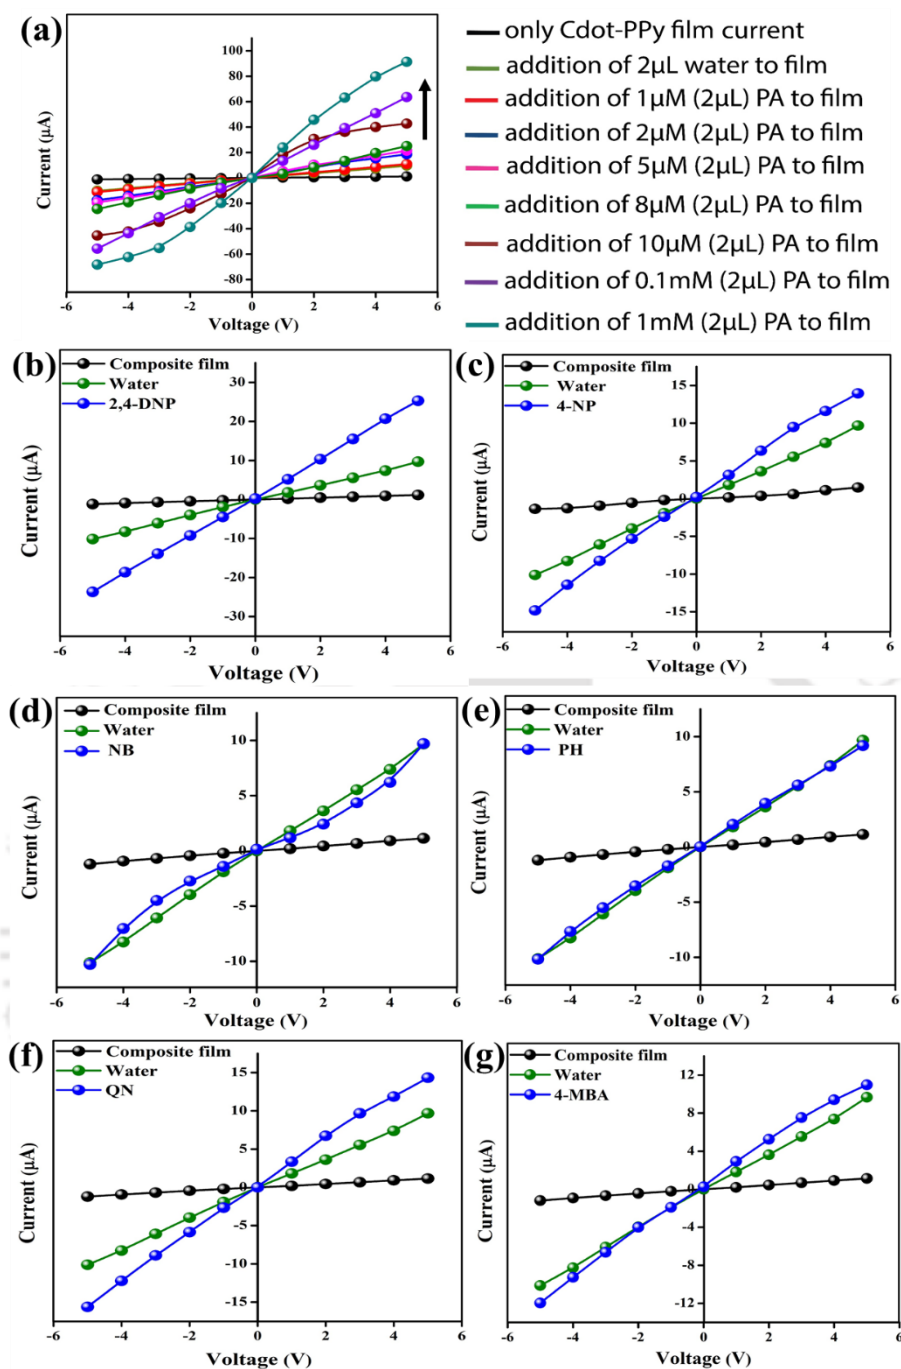 (a)
100
80
60
40
20
0
-20
-40
-60
-80
-6 -4 -2 0 2 4 6
Current (µA)
Voltage (V)
only Cdot-PPy film current
addition of 2µL water to film
addition of 1µM (2µL) PA to film
addition of 2µM (2µL) PA to film
addition of 5µM (2µL) PA to film
addition of 8µM (2µL) PA to film
addition of 10µM (2µL) PA to film
addition of 0.1mM (2µL) PA to film
addition of 1mM (2µL) PA to film
(b)
Composite film
Water
2,4-DNP
30
20
10
0
-10
-20
-30
-6 -4 -2 0 2 4 6
Current (µA)
Voltage (V)
(c)
Composite film
Water
4-NP
15
10
5
0
-5
-10
-15
-6 -4 -2 0 2 4 6
Current (µA)
Voltage (V)
(d)
Composite film
Water
NB
10
5
0
-5
-10
-6 -4 -2 0 2 4 6
Current (µA)
Voltage (V)
(e)
Composite film
Water
PH
10
5
0
-5
-10
-6 -4 -2 0 2 4 6
Current (µA)
Voltage (V)
(f)
Composite film
Water
QN
15
10
5
0
-5
-10
-15
-6 -4 -2 0 2 4 6
Current (µA)
Voltage (V)
(g)
Composite film
Water
4-MBA
12
8
4
0
-4
-8
-12
-6 -4 -2 0 2 4 6
Current (µA)
Voltage (V)